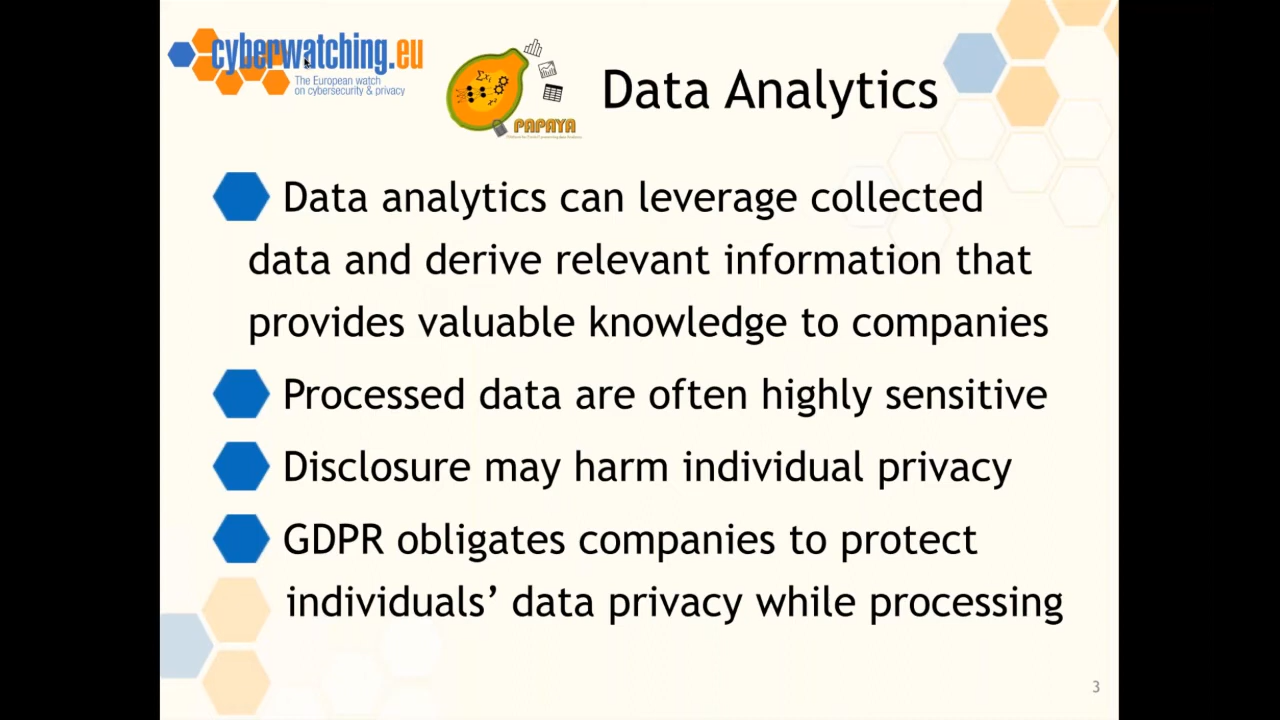 cyberwatching.eu
The European watch
on cybersecurity & privacy
PAPAYA
Data Analytics
Data analytics can leverage collected
data and derive relevant information that
provides valuable knowledge to companies
Processed data are often highly sensitive
Disclosure may harm individual privacy
GDPR obligates companies to protect
individuals’ data privacy while processing
3